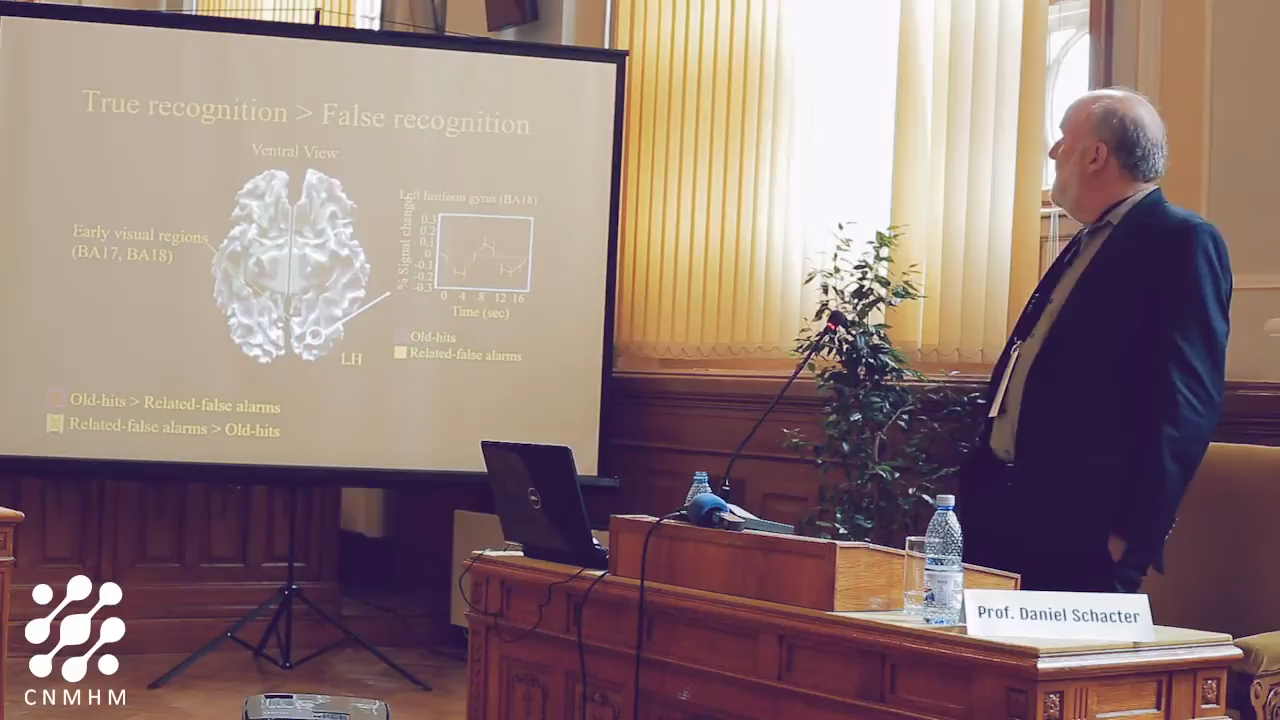 True recognition > False recognition
Ventral View
Left fusiform gyrus (BA18)
Early visual regions
(BA17, BA18)
% Signal change
0.3
0.2
0.1
0
-0.1
-0.2
-0.3
0 4 8 12 16
Time (sec)
Old-hits
Related-false alarms
LH
Old-hits > Related-false alarms
Related-false alarms > Old-hits
DELL
Prof. Daniel Schacter
CNMHM